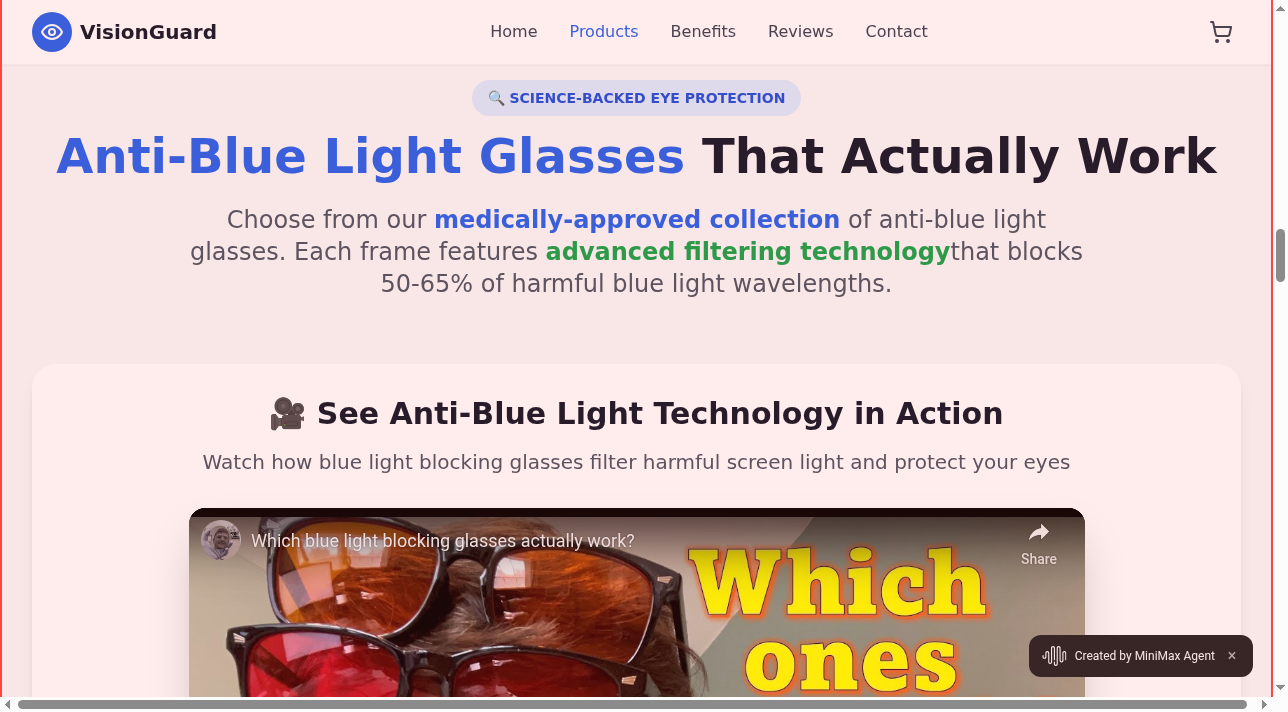 VisionGuard
Home
Products
Benefits
Reviews
Contact
🔍 SCIENCE-BACKED EYE PROTECTION
Anti-Blue Light Glasses That Actually Work
Choose from our medically-approved collection of anti-blue light
glasses. Each frame features advanced filtering technologythat blocks
50-65% of harmful blue light wavelengths.
🎥 See Anti-Blue Light Technology in Action
Watch how blue light blocking glasses filter harmful screen light and protect your eyes
Which blue light blocking glasses actually work?
Share
Which
ones
Created by MiniMax Agent ×